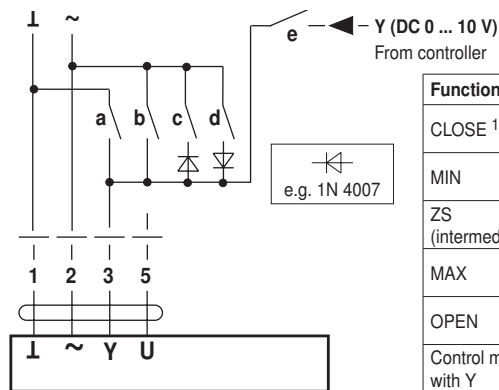 ⊥ ~
e
Y (DC 0 ... 10 V)
From controller
a b c d
e.g. 1N 4007
1 2 3 5
⊥ ~ Y U
Function
CLOSE 1
MIN
ZS
(intermed
MAX
OPEN
Control m
with Y